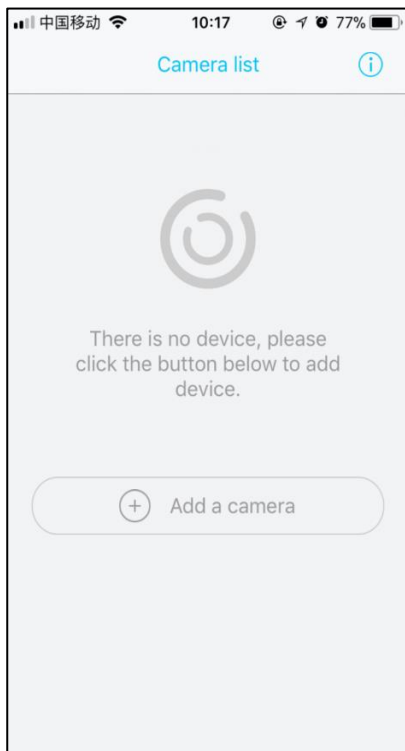 中国移动 10:17 77%
Camera list
There is no device, please
click the button below to add
device.
Add a camera